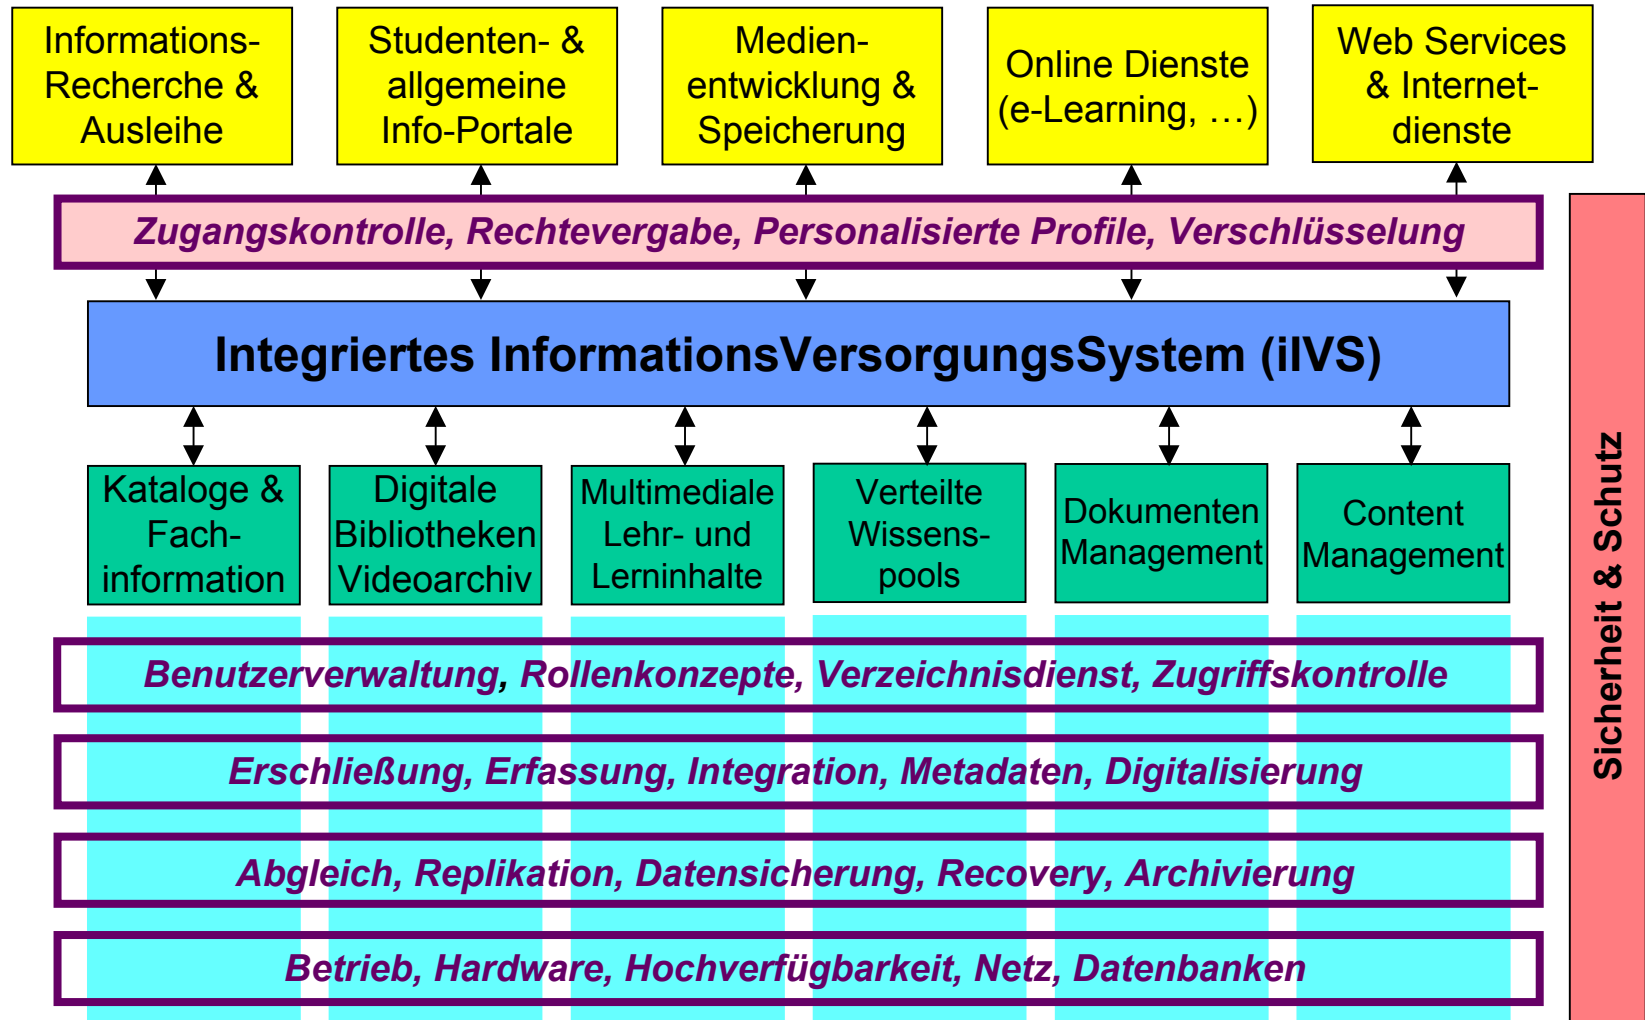 Informations-
Recherche &
Ausleihe
Studenten- &
allgemeine
Info-Portale
Medien-
entwicklung &
Speicherung
Online Dienste
(e-Learning, …)
Web Services
& Internet-
dienste
Zugangskontrolle, Rechtevergabe, Personalisierte Profile, Verschlüsselung
Integriertes InformationsVersorgungsSystem (iIVS)
Kataloge &
Fach-
information
Digitale
Bibliotheken
Videoarchiv
Multimediale
Lehr- und
Lerninhalte
Verteilte
Wissens-
pools
Dokumenten
Management
Content
Management
Benutzerverwaltung, Rollenkonzepte, Verzeichnisdienst, Zugriffskontrolle
Erschließung, Erfassung, Integration, Metadaten, Digitalisierung
Abgleich, Replikation, Datensicherung, Recovery, Archivierung
Betrieb, Hardware, Hochverfügbarkeit, Netz, Datenbanken
Sicherheit & Schutz